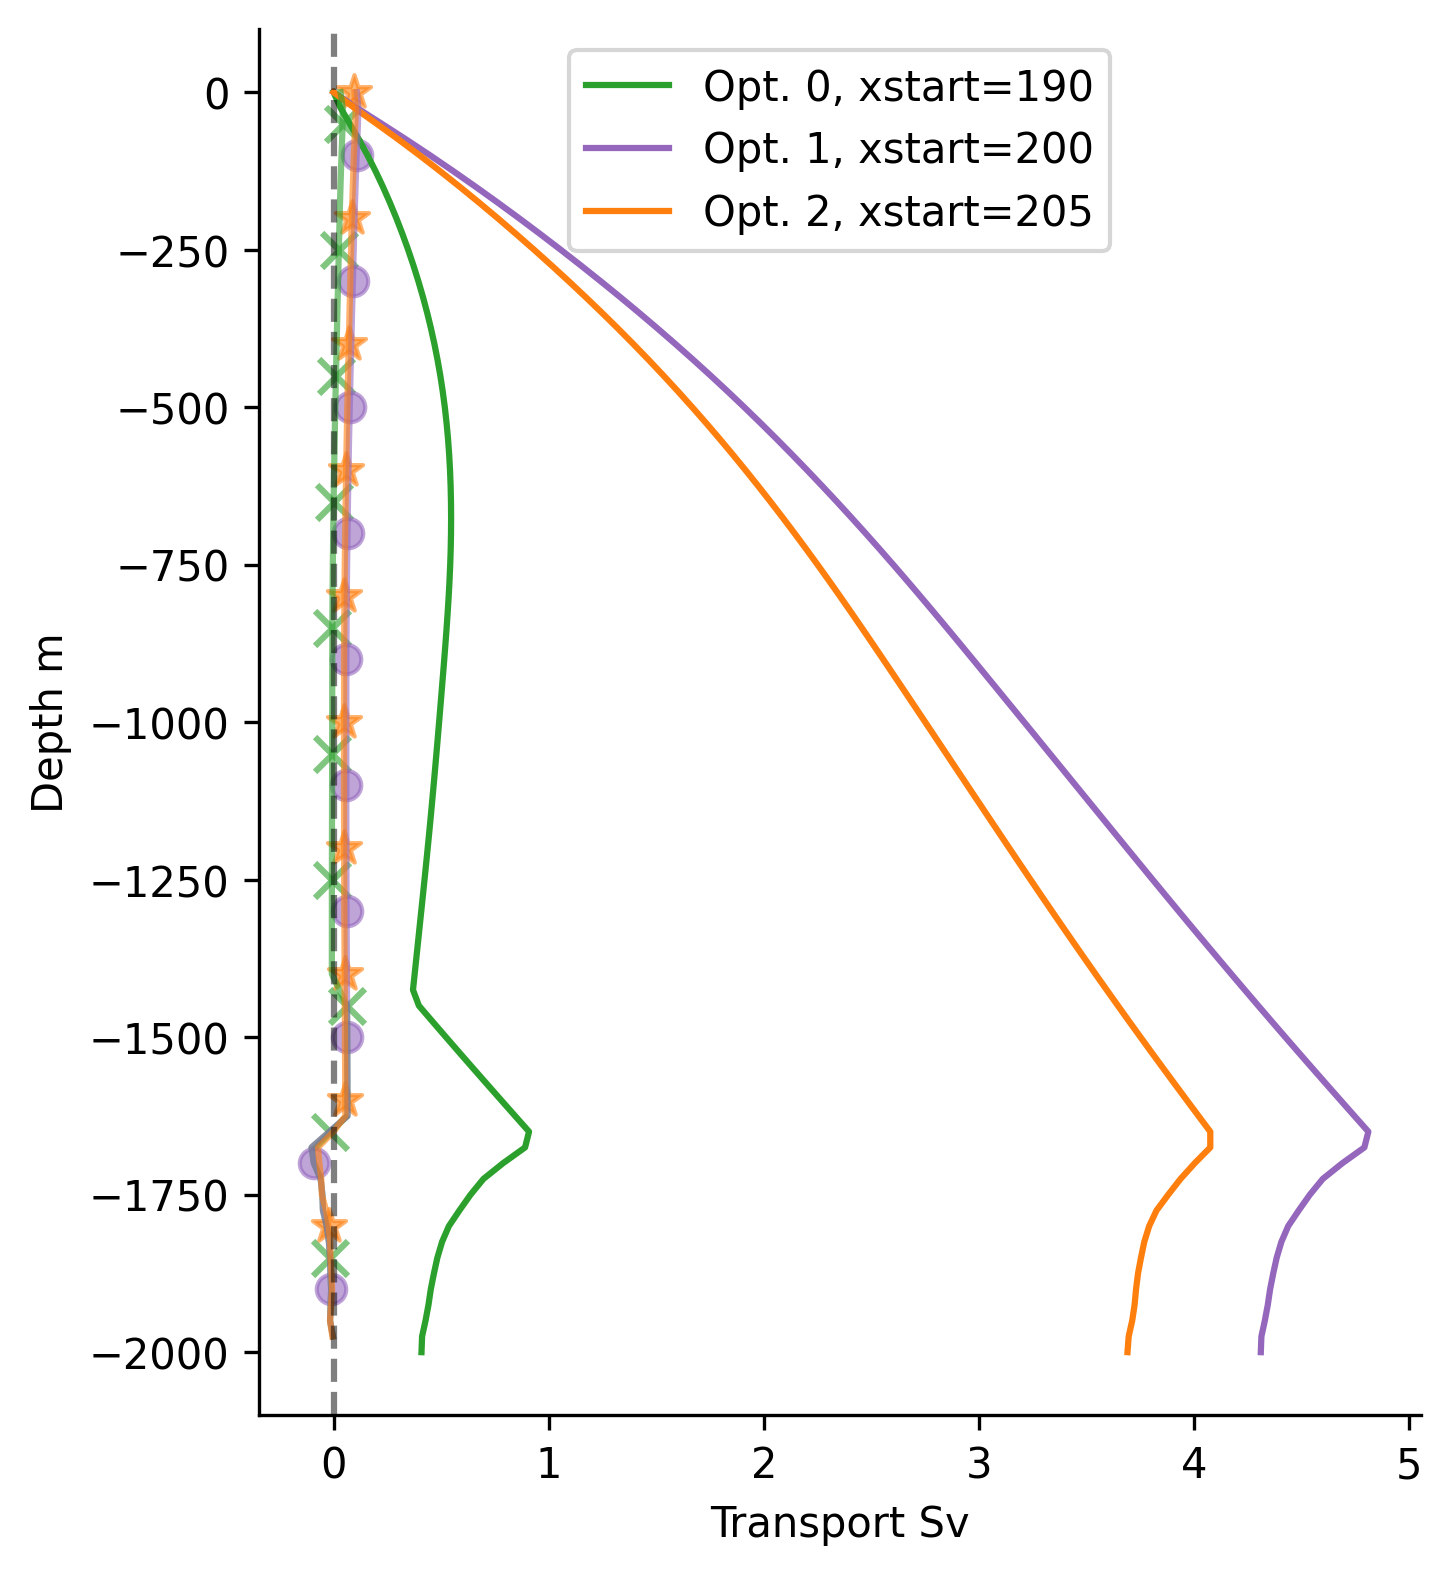 Opt. 0, xstart=190
Opt. 1, xstart=200
Opt. 2, xstart=205
0
−250
−500
−750
−1000
−1250
−1500
−1750
−2000
Depth m
0 1 2 3 4 5
Transport Sv